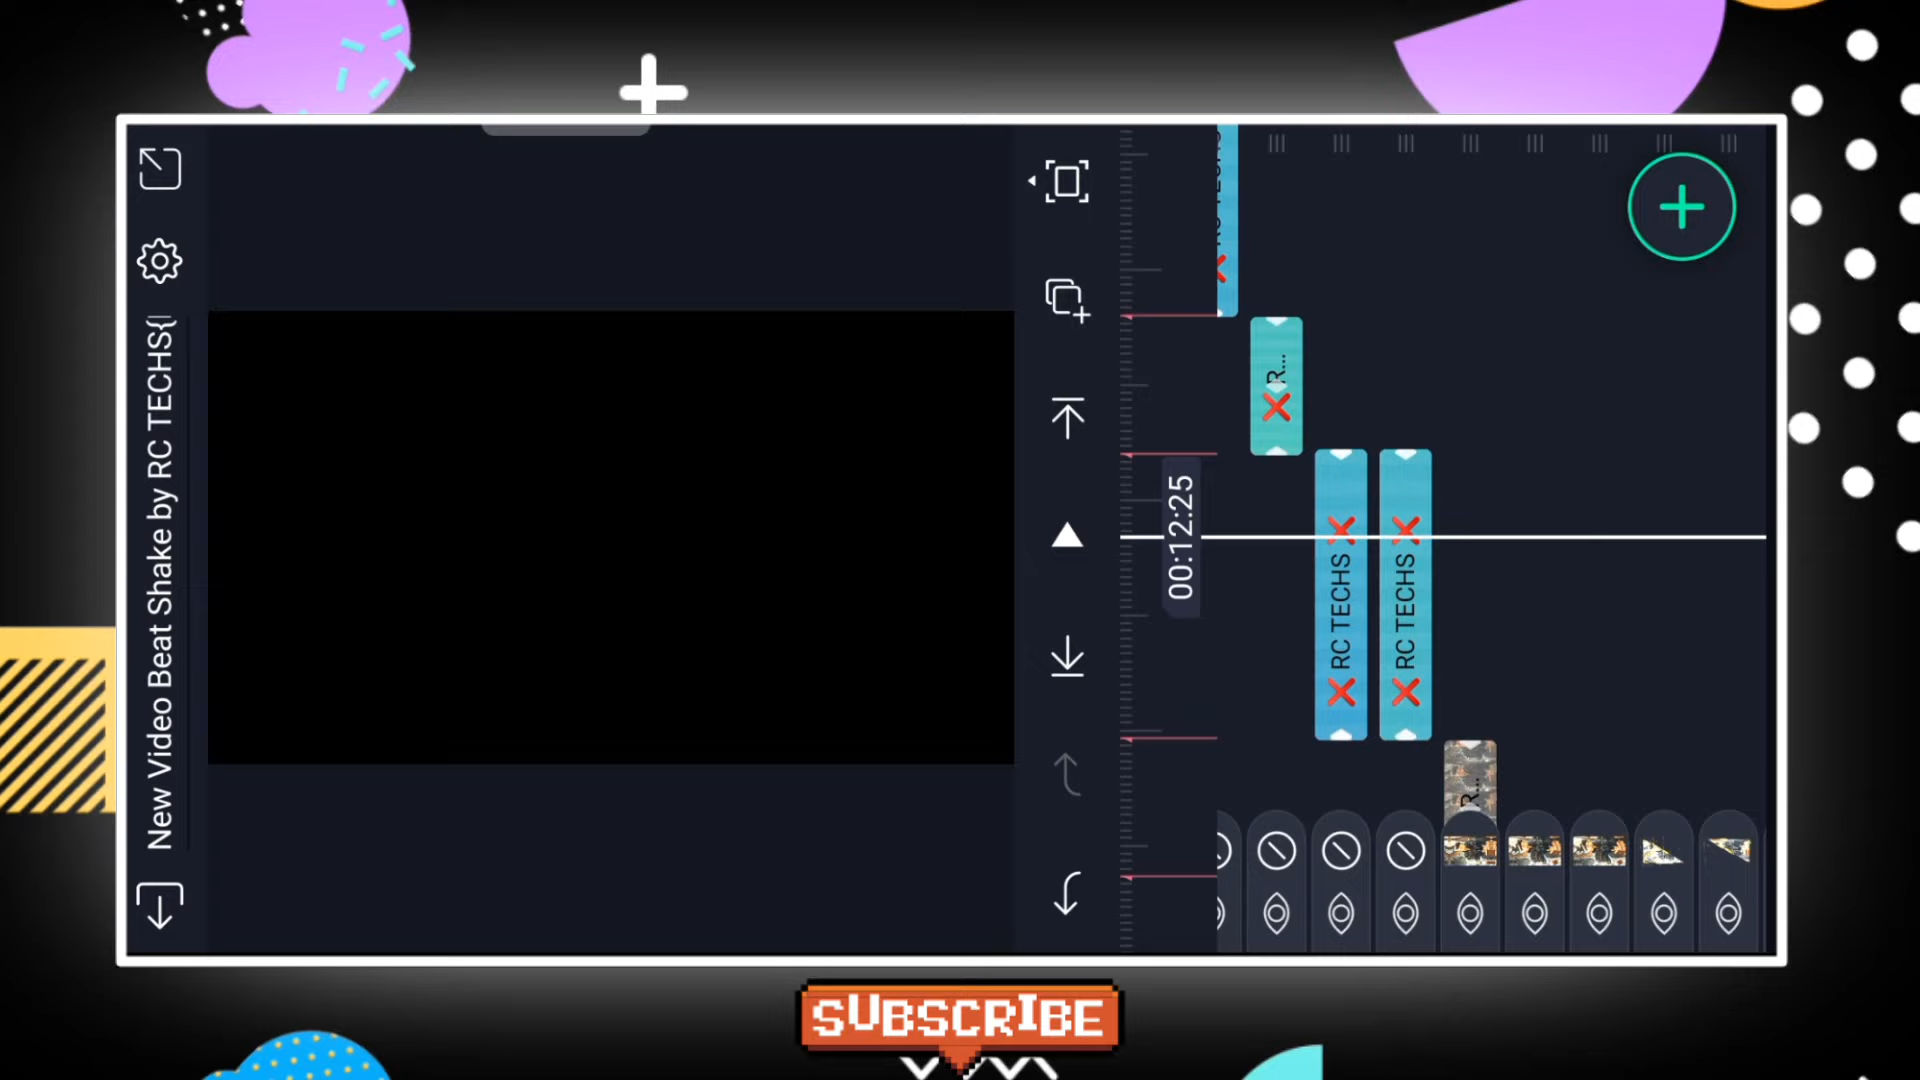 New Video Beat Shake by RC TECHS{
R...
00:12:25
❌ RC TECHS ❌
❌ RC TECHS ❌
R...
SUBSCRIBE